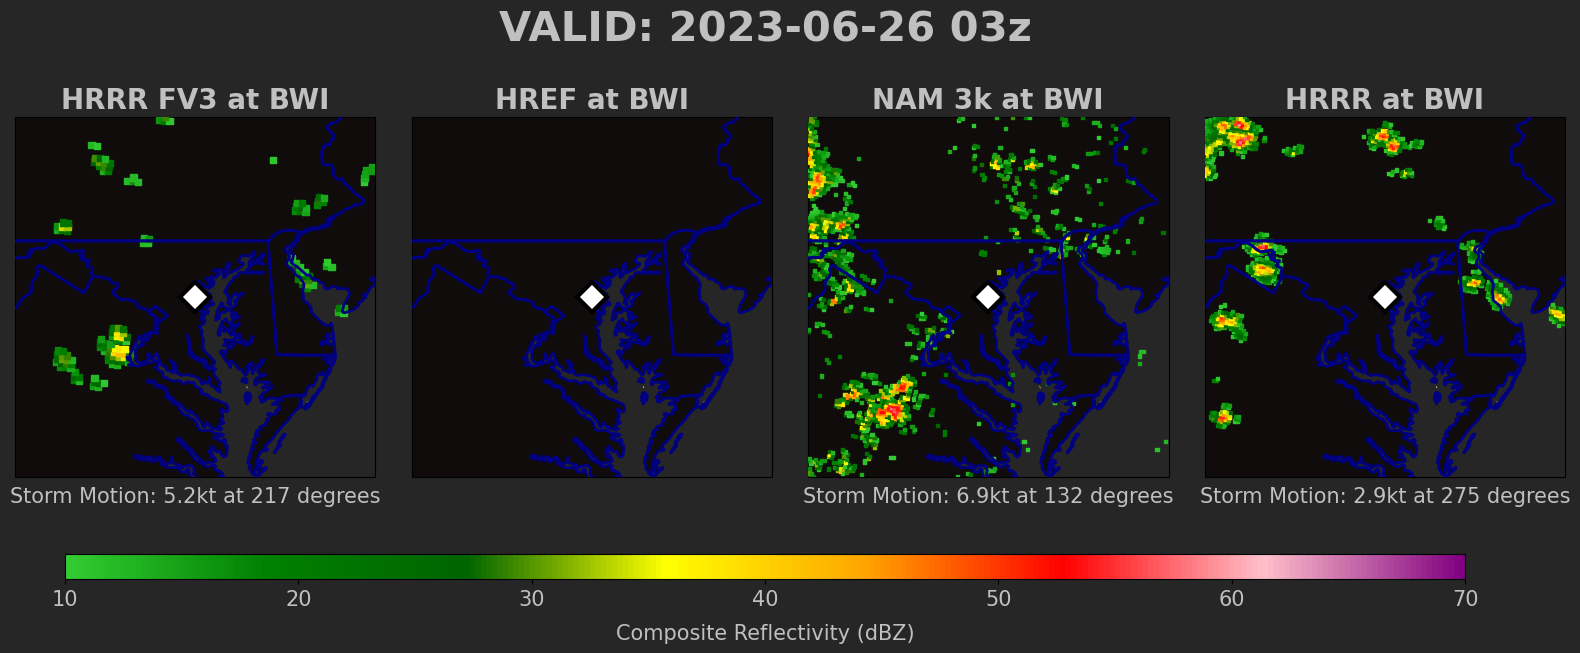 VALID: 2023-06-26 03z
HRRR FV3 at BWI
HREF at BWI
NAM 3k at BWI
HRRR at BWI
Storm Motion: 5.2kt at 217 degrees
Storm Motion: 6.9kt at 132 degrees
Storm Motion: 2.9kt at 275 degrees
10 20 30 40 50 60 70
Composite Reflectivity (dBZ)